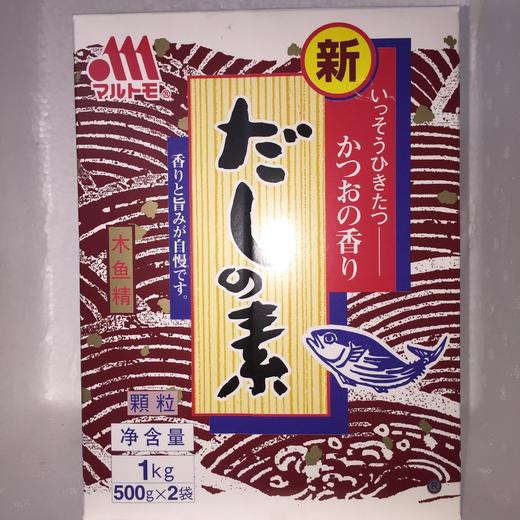 マルトモ®
新
いっそうひきたつ――
かつおの香り
だしの素
香りと旨みが自慢です。
木鱼精
顆粒
净含量
1kg
500g×2袋
®